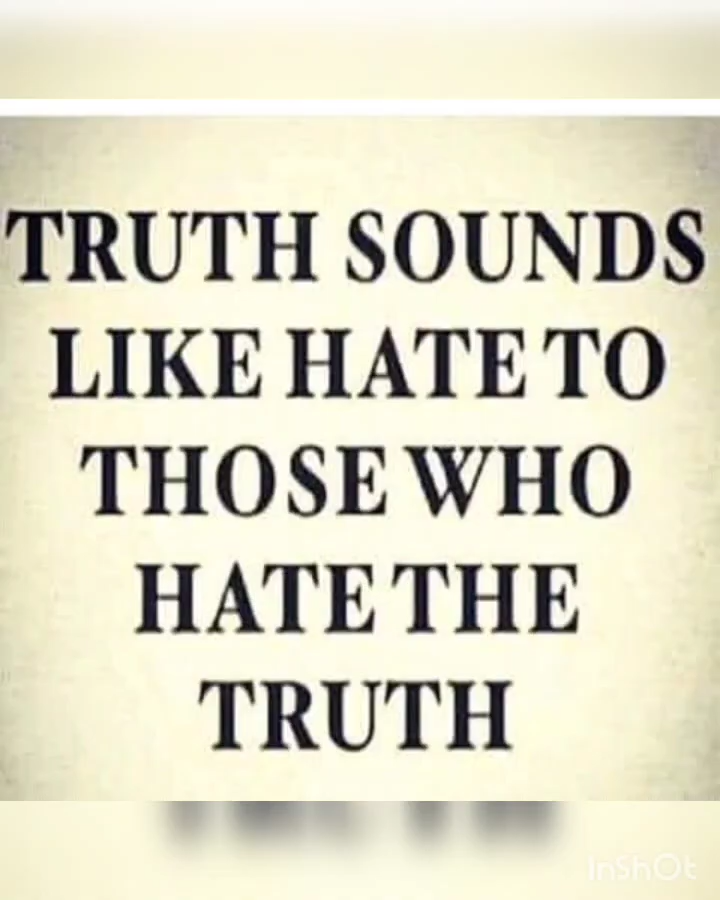 TRUTH SOUNDS
LIKE HATE TO
THOSE WHO
HATE THE
TRUTH
InShOt